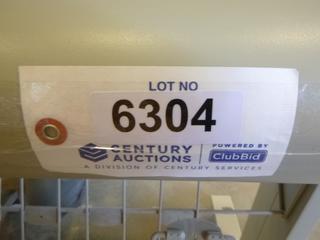 LOT NO
6304
CENTURY AUCTIONS
POWERED BY ClubBid
A DIVISION OF CENTURY SERVICES